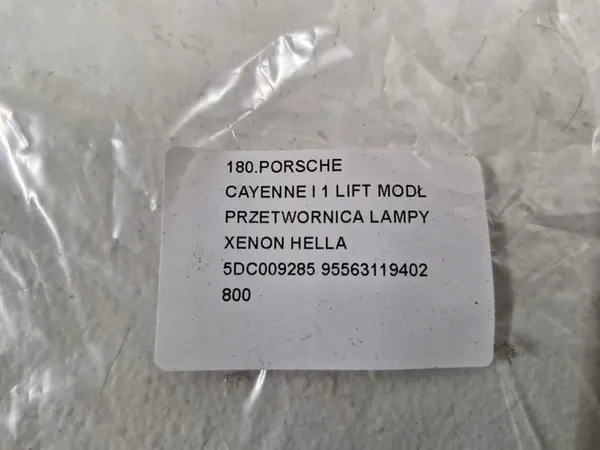 180.PORSCHE
CAYENNE I 1 LIFT MODŁ
PRZETWORNICA LAMPY
XENON HELLA
5DC009285 95563119402
800